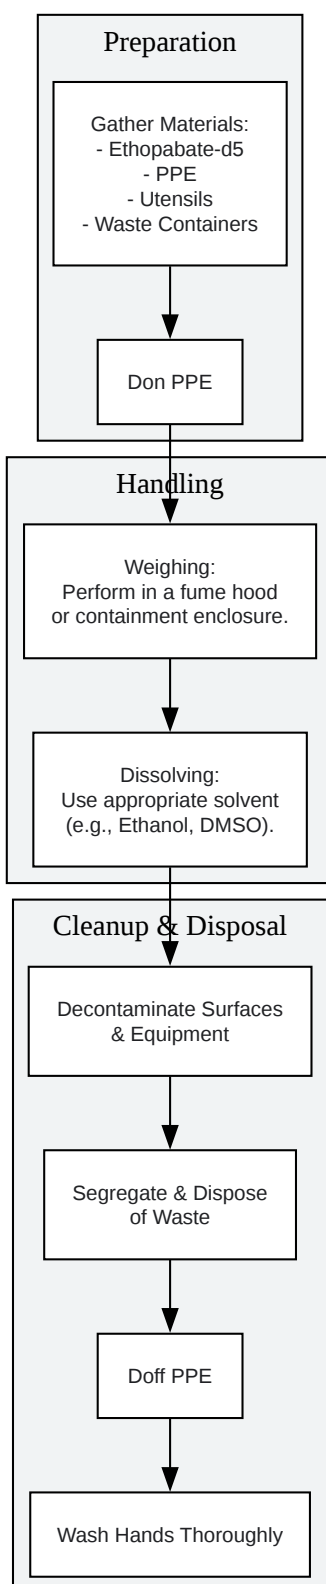 Preparation
Gather Materials:
- Ethopabate-d5
- PPE
- Utensils
- Waste Containers
Don PPE
Handling
Weighing:
Perform in a fume hood
or containment enclosure.
Dissolving:
Use appropriate solvent
(e.g., Ethanol, DMSO).
Cleanup & Disposal
Decontaminate Surfaces
& Equipment
Segregate & Dispose
of Waste
Doff PPE
Wash Hands Thoroughly